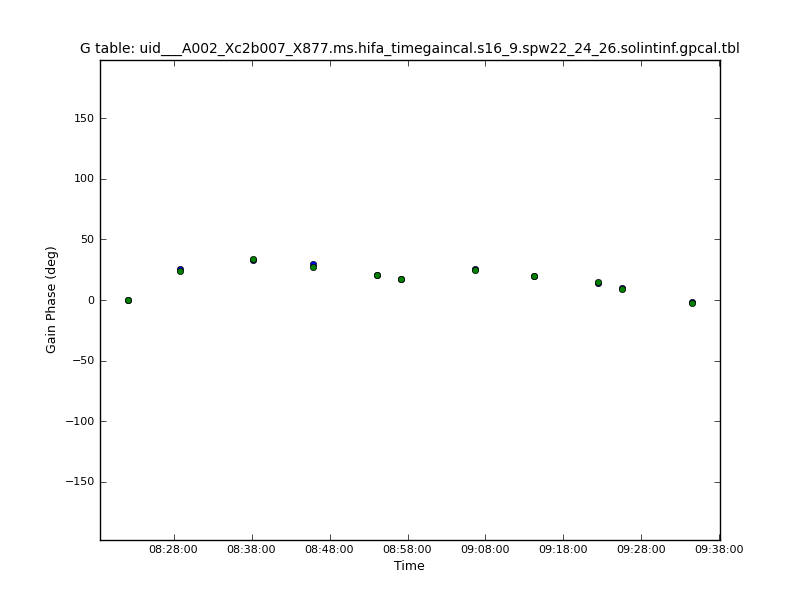 G table: uid___A002_Xc2b007_X877.ms.hifa_timegaincal.s16_9.spw22_24_26.solintinf.gpcal.tbl
150
100
50
0
−50
−100
−150
Gain Phase (deg)
08:28:00 08:38:00 08:48:00 08:58:00 09:08:00 09:18:00 09:28:00 09:38:00
Time